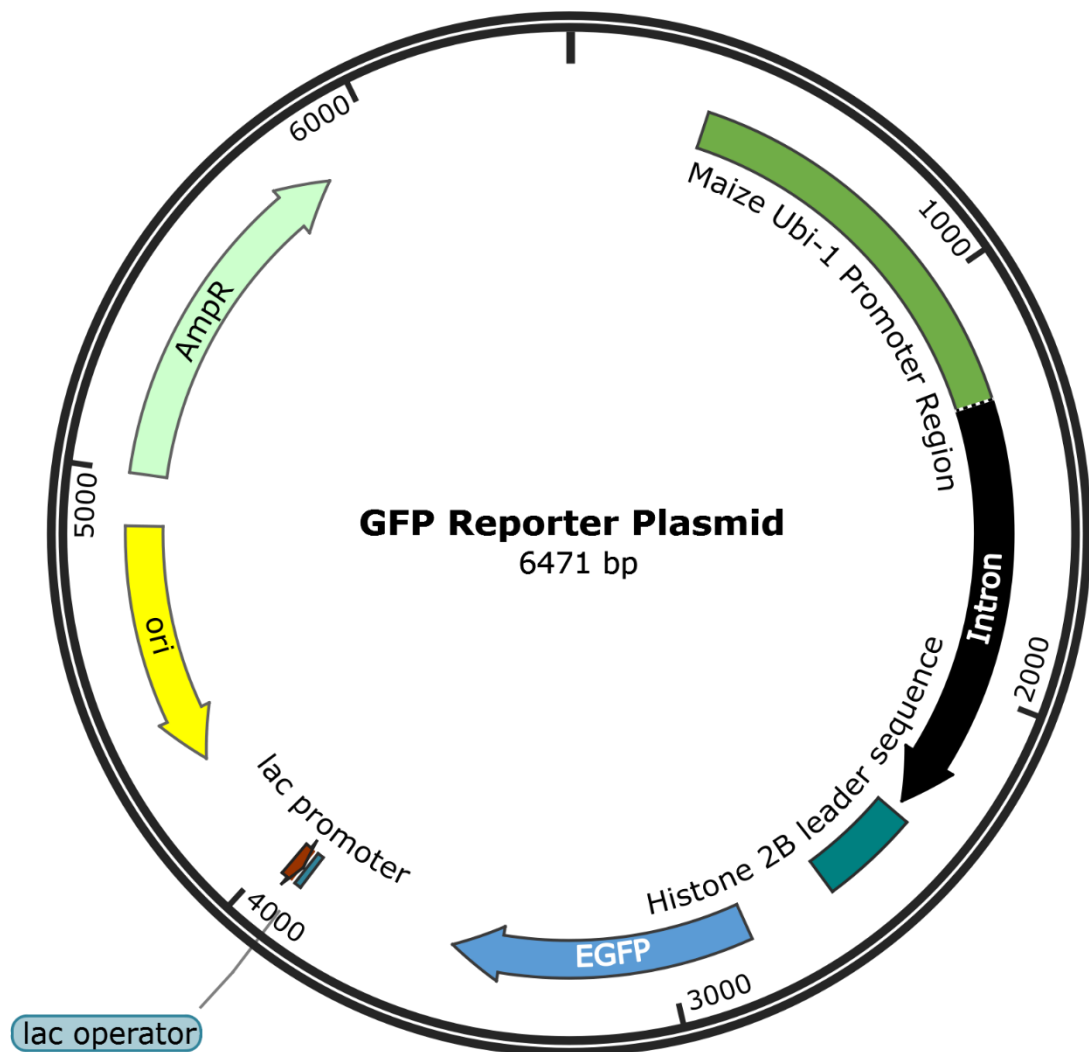 GFP Reporter Plasmid
6471 bp
Maize Ubi-1 Promoter Region
1000
Intron
2000
Histone 2B leader sequence
EGFP
3000
lac promoter
4000
lac operator
ori
5000
AmpR
6000